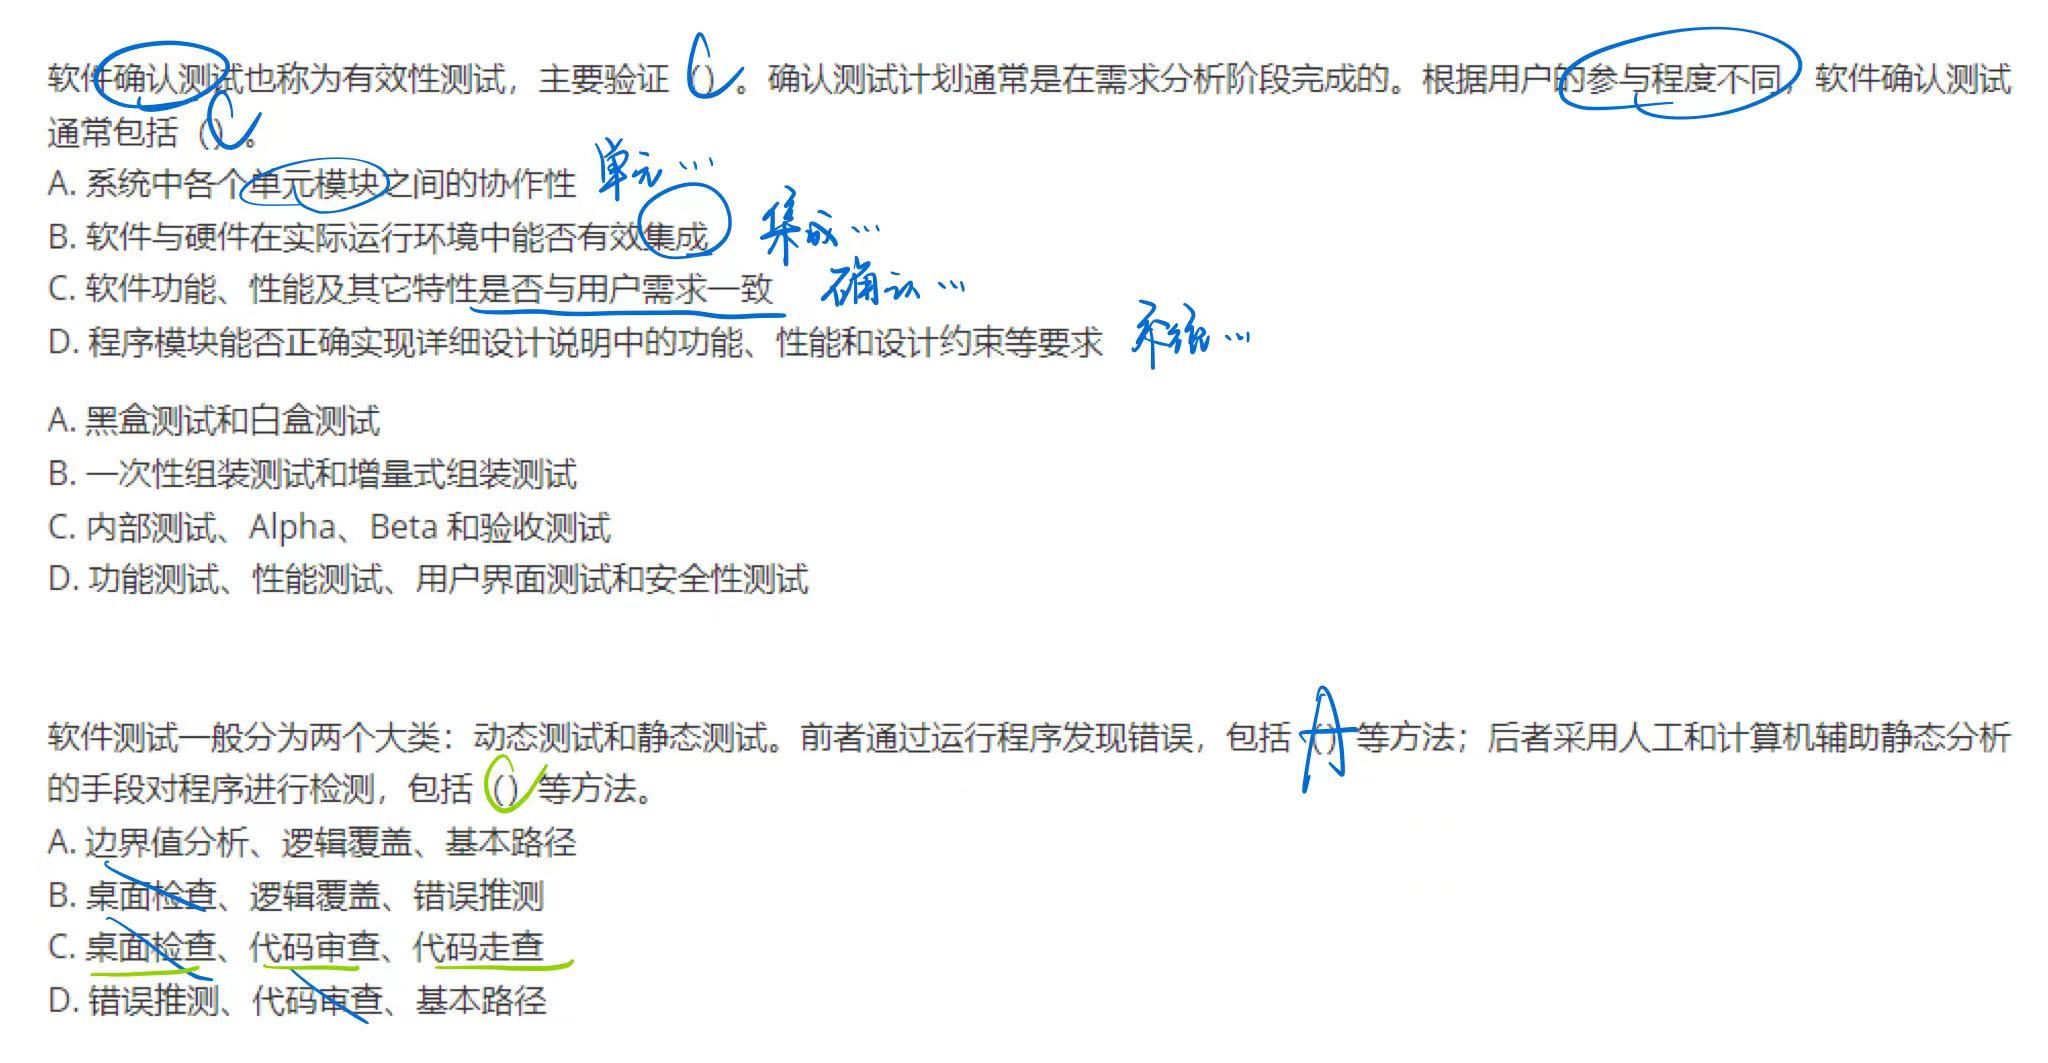 软件确认测试也称为有效性测试，主要验证（）。确认测试计划通常是在需求分析阶段完成的。根据用户的参与程度不同，软件确认测试 C
通常包括（）。 C
A. 系统中各个单元模块之间的协作性 单元…
B. 软件与硬件在实际运行环境中能否有效集成 集成…
C. 软件功能、性能及其它特性是否与用户需求一致 确认…
D. 程序模块能否正确实现详细设计说明中的功能、性能和设计约束等要求 系统…
A. 黑盒测试和白盒测试
B. 一次性组装测试和增量式组装测试
C. 内部测试、Alpha、Beta 和验收测试
D. 功能测试、性能测试、用户界面测试和安全性测试
软件测试一般分为两个大类：动态测试和静态测试。前者通过运行程序发现错误，包括（）等方法；后者采用人工和计算机辅助静态分析 A
的手段对程序进行检测，包括（）等方法。 C
A. 边界值分析、逻辑覆盖、基本路径
B. 桌面检查、逻辑覆盖、错误推测
C. 桌面检查、代码审查、代码走查
D. 错误推测、代码审查、基本路径